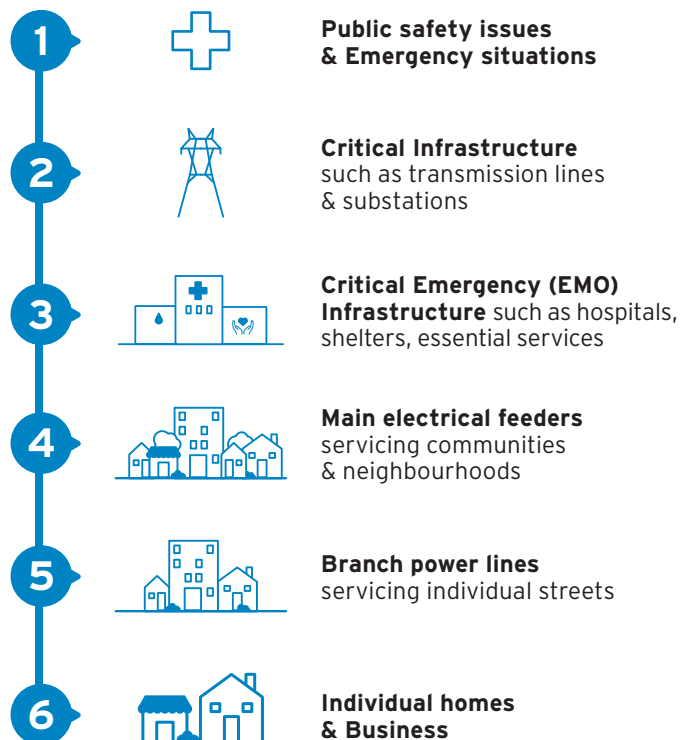 1
Public safety issues
& Emergency situations
2
Critical Infrastructure
such as transmission lines
& substations
3
Critical Emergency (EMO)
Infrastructure such as hospitals,
shelters, essential services
4
Main electrical feeders
servicing communities
& neighbourhoods
5
Branch power lines
servicing individual streets
6
Individual homes
& Business